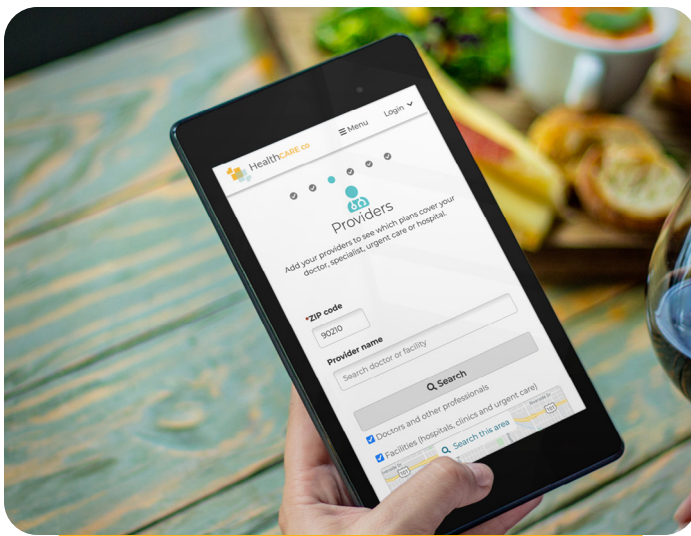 HealthCARE co
Menu
Login
Providers
Add your providers to see which plans cover your
doctor, specialist, urgent care or hospital.
*ZIP code
90210
Provider name
Search doctor or facility
Search
Doctors and other professionals
Facilities (hospitals, clinics and urgent care)
Search this area
101
101